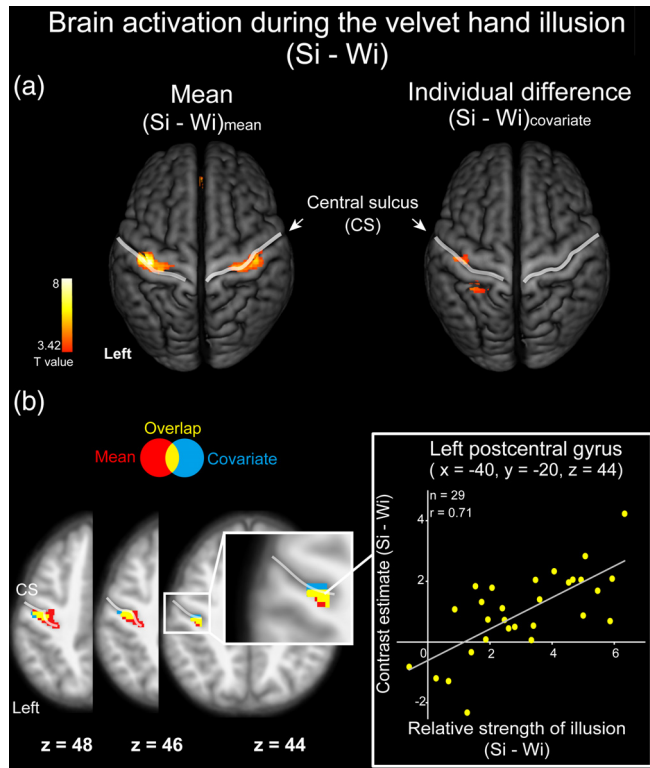 Brain activation during the velvet hand illusion
(Si - Wi)
(a)
Mean
(Si - Wi)mean
Individual difference
(Si - Wi)covariate
Central sulcus
(CS)
8
3.42
T value
Left
(b)
Overlap
Mean
Covariate
CS
Left
z = 48
z = 46
z = 44
Left postcentral gyrus
( x = -40, y = -20, z = 44)
n = 29
r = 0.71
Contrast estimate (Si - Wi)
4
2
0
2
4
6
-2
Relative strength of illusion
(Si - Wi)